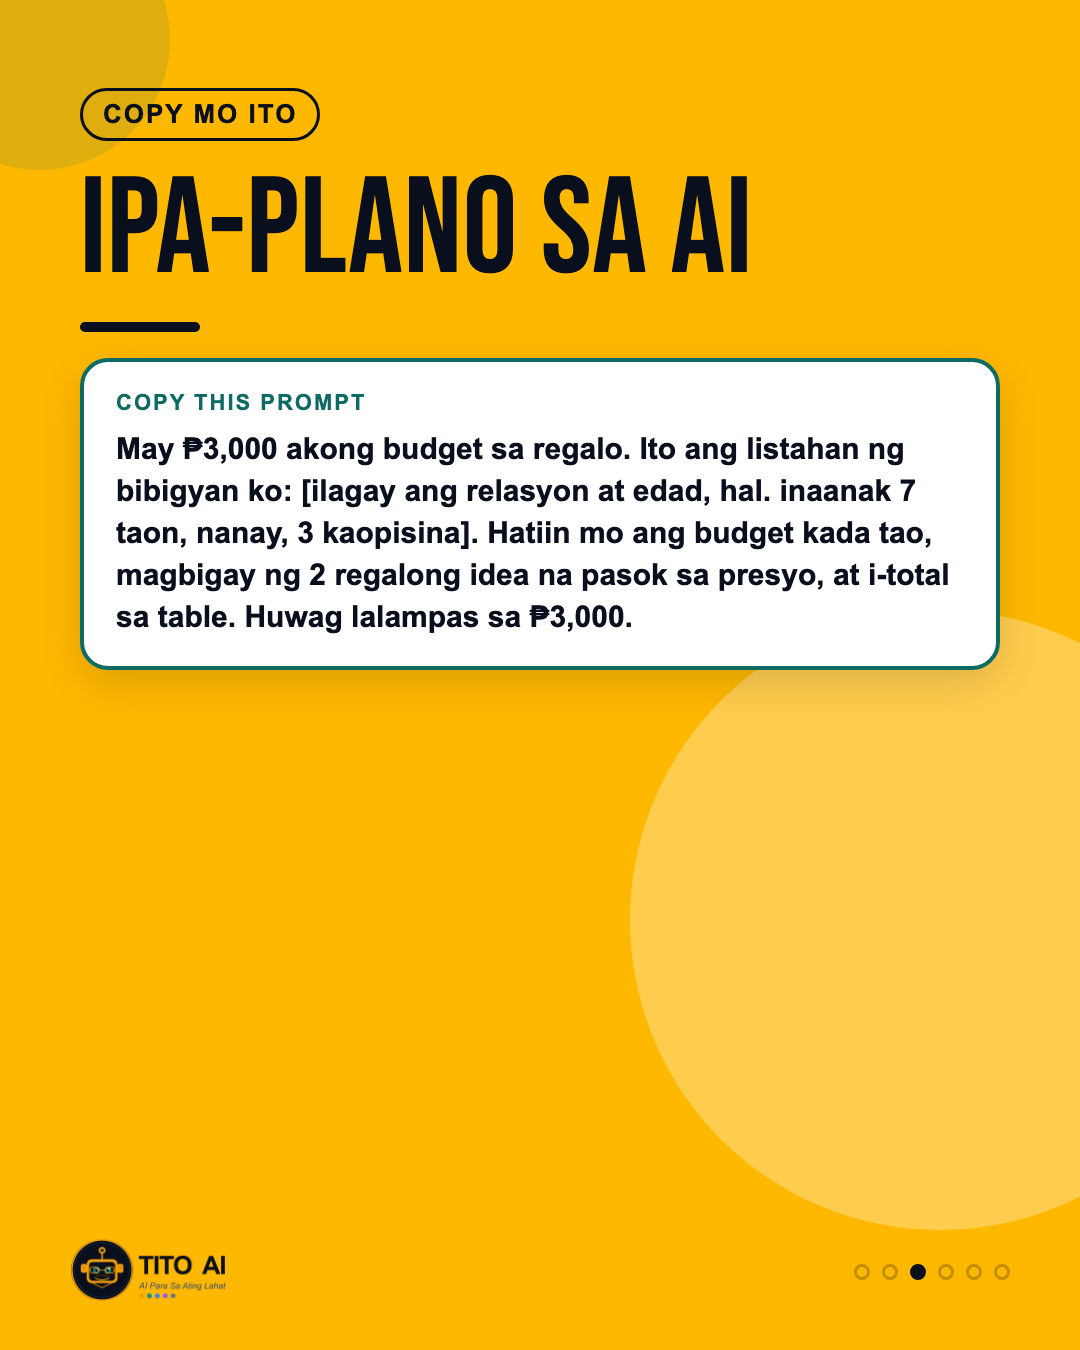 COPY MO ITO
IPA-PLANO SA AI
COPY THIS PROMPT
May ₱3,000 akong budget sa regalo. Ito ang listahan ng
bibigyan ko: [ilagay ang relasyon at edad, hal. inaanak 7
taon, nanay, 3 kaopisina]. Hatiin mo ang budget kada tao,
magbigay ng 2 regalong idea na pasok sa presyo, at i-total
sa table. Huwag lalampas sa ₱3,000.
TITO AI
AI Para Sa Ating Lahat